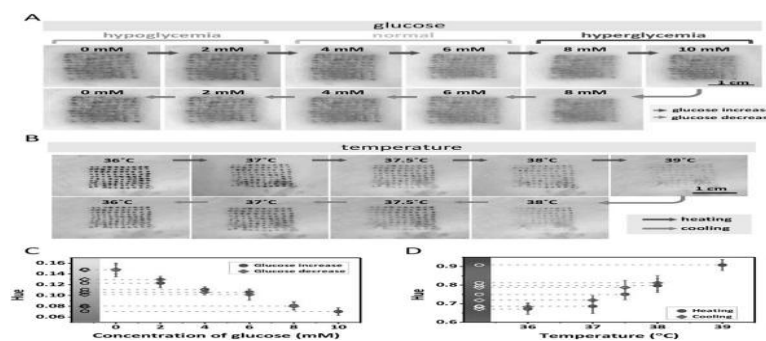 A
glucose
hypoglycemia normal hyperglycemia
0 mM 2 mM 4 mM 6 mM 8 mM 10 mM
1 cm
0 mM 2 mM 4 mM 6 mM 8 mM
glucose increase
glucose decrease
B
temperature
36°C 37°C 37.5°C 38°C 39°C
1 cm
36°C 37°C 37.5°C 38°C
heating
cooling
C
Hue
0.16
0.14
0.12
0.10
0.08
0.06
Glucose increase
Glucose decrease
0 2 4 6 8 10
Concentration of glucose (mM)
D
Hue
0.9
0.8
0.7
0.6
Heating
Cooling
36 37 38 39
Temperature (°C)